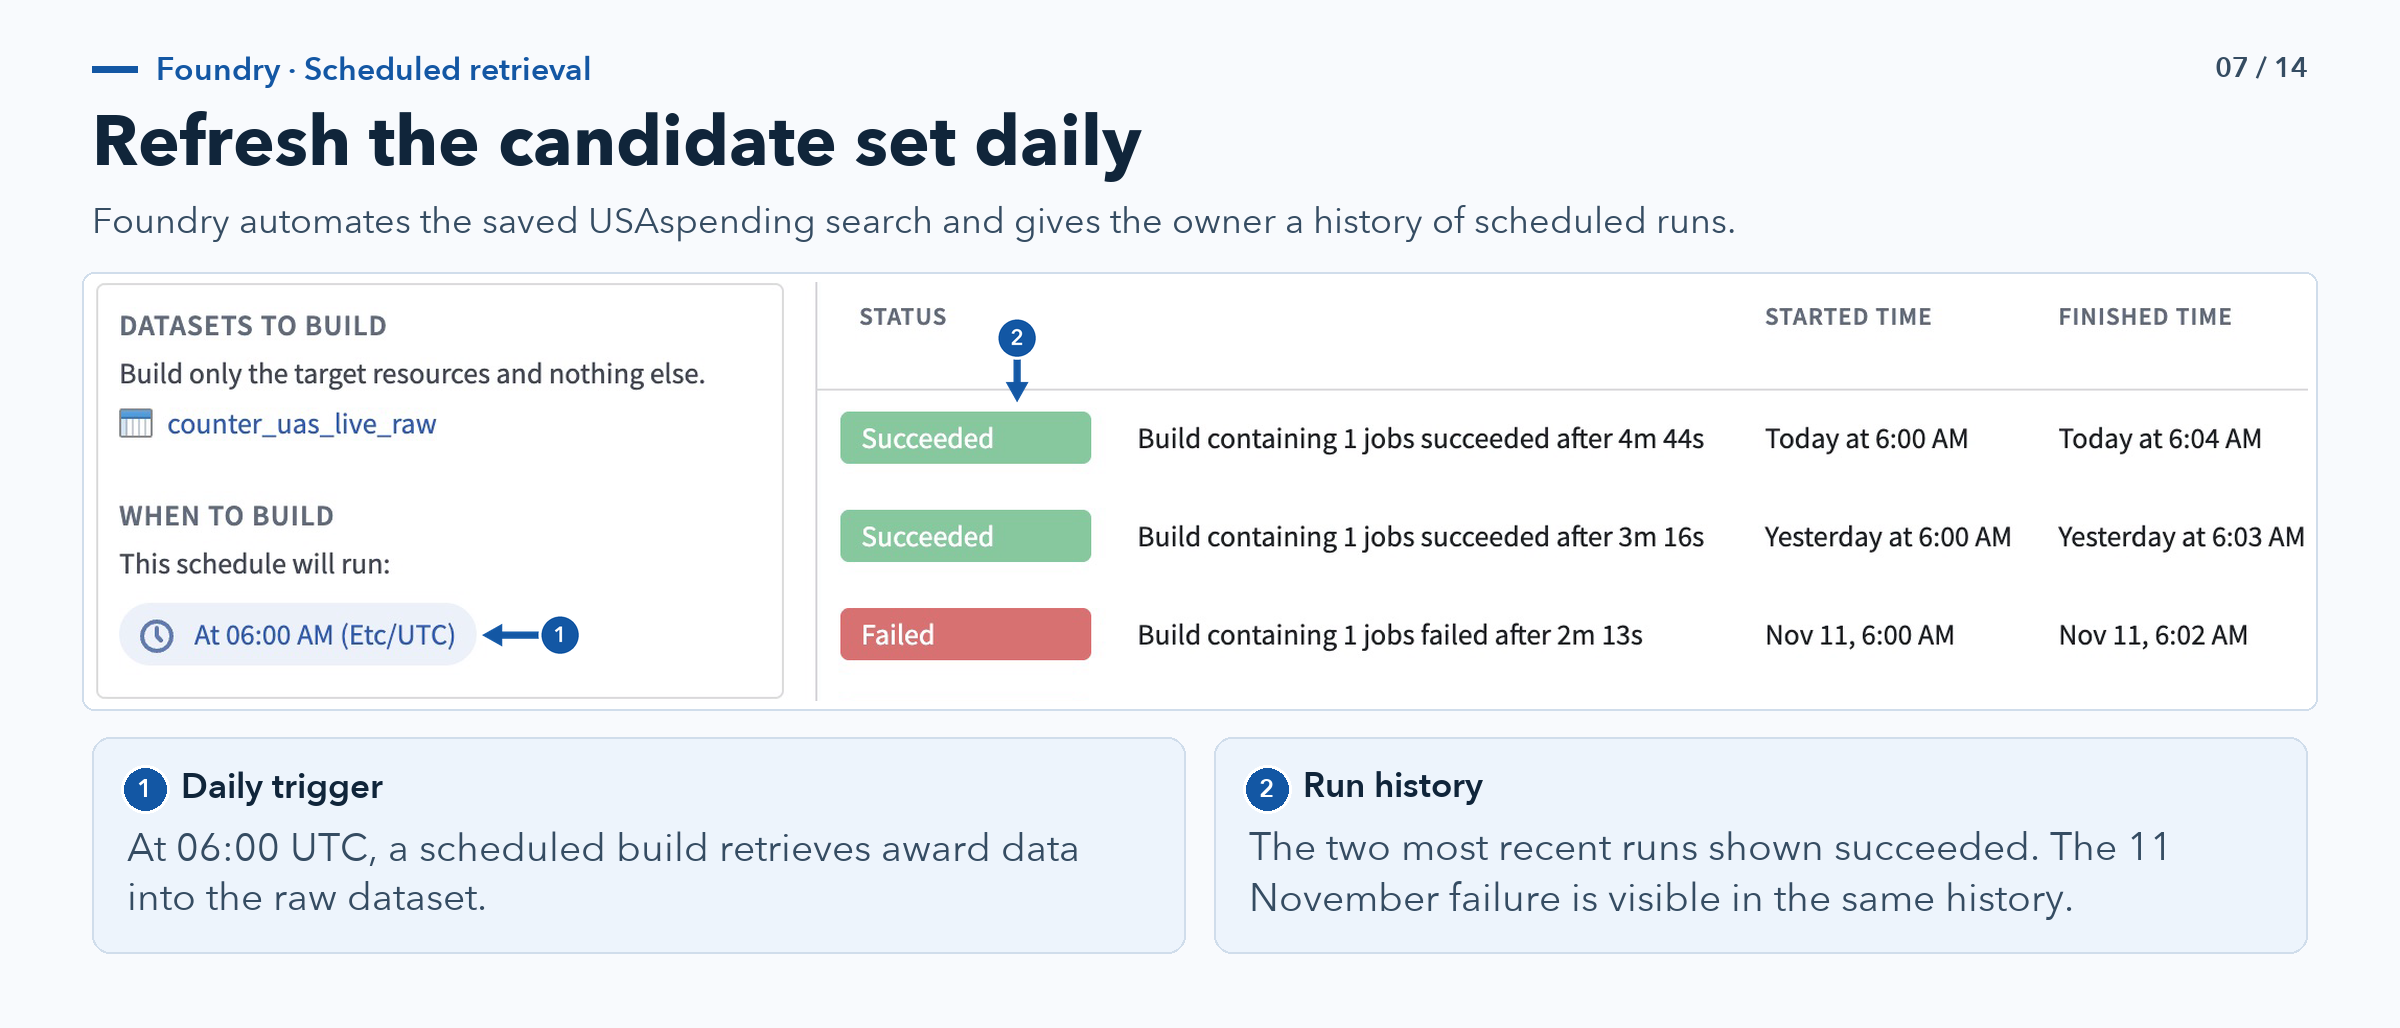 Foundry · Scheduled retrieval
07 / 14
Refresh the candidate set daily
Foundry automates the saved USAspending search and gives the owner a history of scheduled runs.
DATASETS TO BUILD
Build only the target resources and nothing else.
counter_uas_live_raw
WHEN TO BUILD
This schedule will run:
At 06:00 AM (Etc/UTC)
1
STATUS STARTED TIME FINISHED TIME
2
Succeeded Build containing 1 jobs succeeded after 4m 44s Today at 6:00 AM Today at 6:04 AM
Succeeded Build containing 1 jobs succeeded after 3m 16s Yesterday at 6:00 AM Yesterday at 6:03 AM
Failed Build containing 1 jobs failed after 2m 13s Nov 11, 6:00 AM Nov 11, 6:02 AM
1 Daily trigger
At 06:00 UTC, a scheduled build retrieves award data
into the raw dataset.
2 Run history
The two most recent runs shown succeeded. The 11
November failure is visible in the same history.